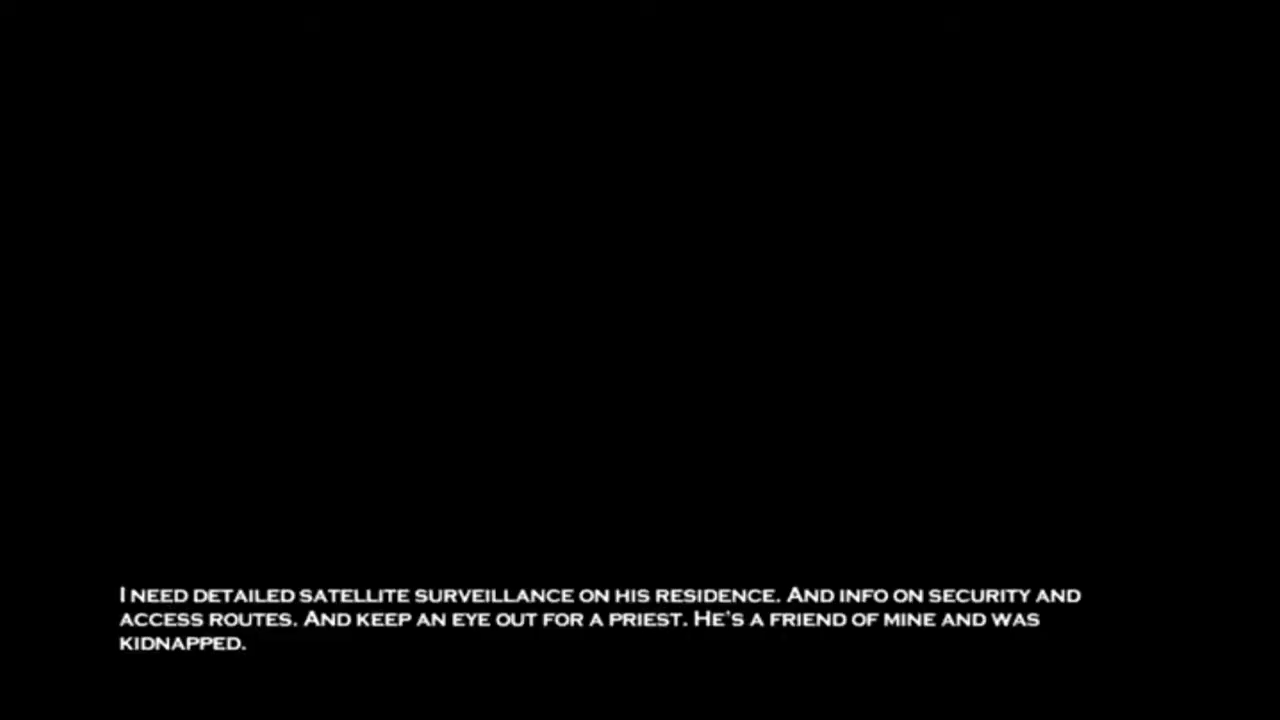 I need detailed satellite surveillance on his residence. And info on security and
access routes. And keep an eye out for a priest. He's a friend of mine and was
kidnapped.